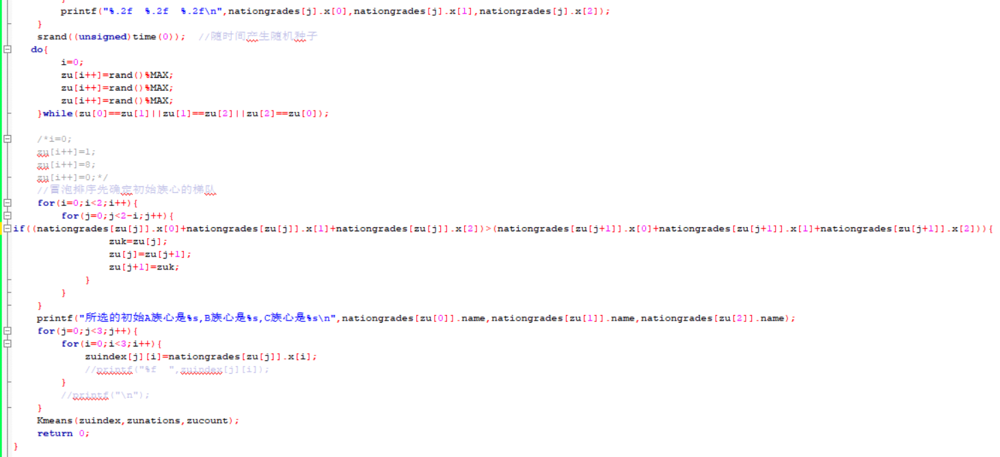 }
printf("%.2f  %.2f  %.2f\n",nationgrades[j].x[0],nationgrades[j].x[1],nationgrades[j].x[2]);
}
srand((unsigned)time(0));  //随时间产生随机种子
do{
i=0;
zu[i++]=rand()%MAX;
zu[i++]=rand()%MAX;
zu[i++]=rand()%MAX;
}while(zu[0]==zu[1]||zu[1]==zu[2]||zu[2]==zu[0]);
/*i=0;
zu[i++]=1;
zu[i++]=8;
zu[i++]=0;*/
//冒泡排序先确定初始族心的梯队
for(i=0;i<2;i++){
for(j=0;j<2-i;j++){
if((nationgrades[zu[j]].x[0]+nationgrades[zu[j]].x[1]+nationgrades[zu[j]].x[2])>(nationgrades[zu[j+1]].x[0]+nationgrades[zu[j+1]].x[1]+nationgrades[zu[j+1]].x[2])){
zuk=zu[j];
zu[j]=zu[j+1];
zu[j+1]=zuk;
}
}
}
printf("所选的初始A族心是%s,B族心是%s,C族心是%s\n",nationgrades[zu[0]].name,nationgrades[zu[1]].name,nationgrades[zu[2]].name);
for(j=0;j<3;j++){
for(i=0;i<3;i++){
zuindex[j][i]=nationgrades[zu[j]].x[i];
//printf("%f  ",zuindex[j][i]);
}
//printf("\n");
}
Kmeans(zuindex,zunations,zucount);
return 0;
}